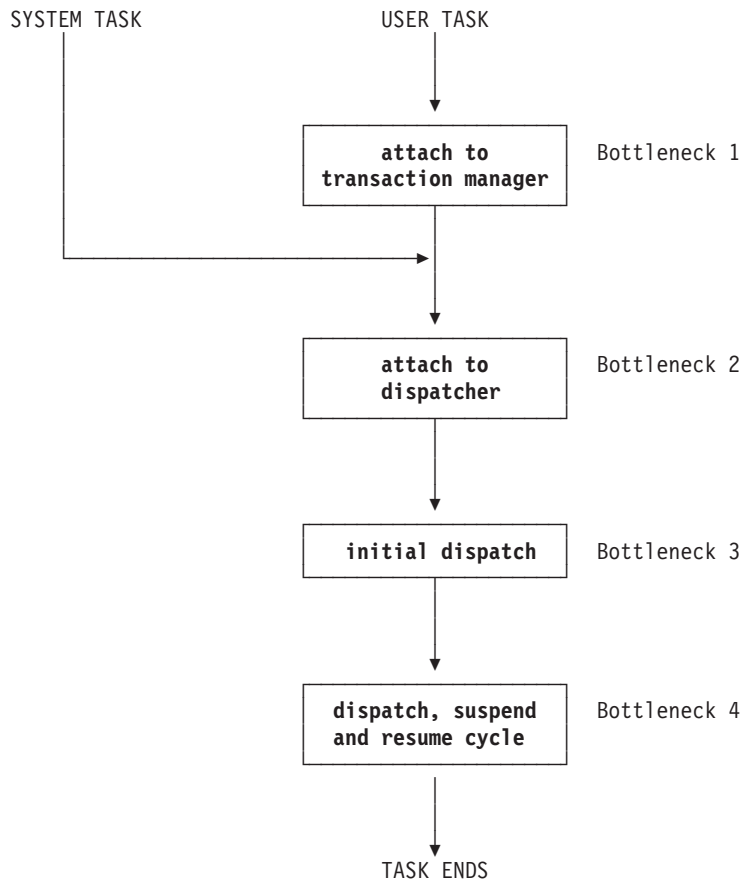 SYSTEM TASK
USER TASK
attach to
transaction manager
Bottleneck 1
attach to
dispatcher
Bottleneck 2
initial dispatch
Bottleneck 3
dispatch, suspend
and resume cycle
Bottleneck 4
TASK ENDS